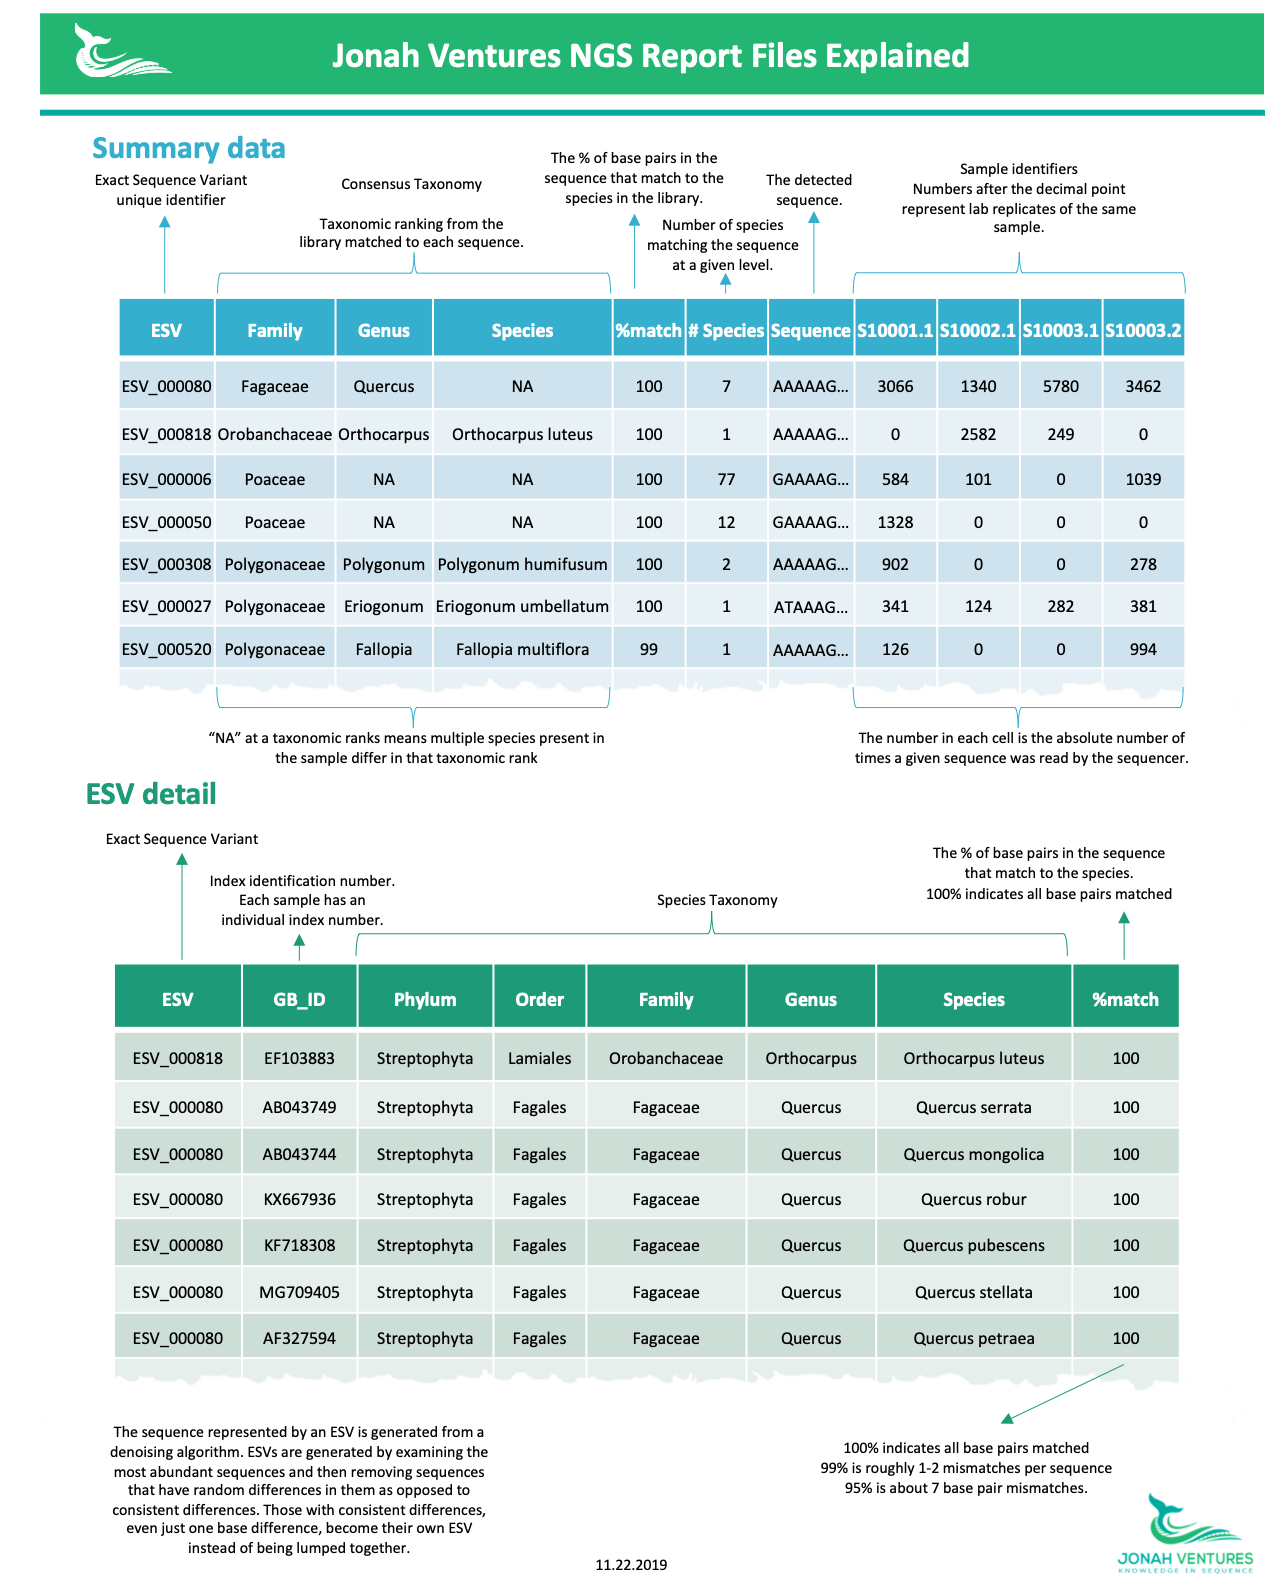 Jonah Ventures NGS Report Files Explained
Summary data
Exact Sequence Variant
unique identifier
Consensus Taxonomy
Taxonomic ranking from the
library matched to each sequence.
The % of base pairs in the
sequence that match to the
species in the library.
Number of species
matching the sequence
at a given level.
The detected
sequence.
Sample identifiers
Numbers after the decimal point
represent lab replicates of the same
sample.
ESV Family Genus Species %match # Species Sequence S10001.1 S10002.1 S10003.1 S10003.2
ESV_000080 Fagaceae Quercus NA 100 7 AAAAAG... 3066 1340 5780 3462
ESV_000818 Orobanchaceae Orthocarpus Orthocarpus luteus 100 1 AAAAAG... 0 2582 249 0
ESV_000006 Poaceae NA NA 100 77 GAAAAG... 584 101 0 1039
ESV_000050 Poaceae NA NA 100 12 GAAAAG... 1328 0 0 0
ESV_000308 Polygonaceae Polygonum Polygonum humifusum 100 2 AAAAAG... 902 0 0 278
ESV_000027 Polygonaceae Eriogonum Eriogonum umbellatum 100 1 ATAAAG... 341 124 282 381
ESV_000520 Polygonaceae Fallopia Fallopia multiflora 99 1 AAAAAG... 126 0 0 994
“NA” at a taxonomic ranks means multiple species present in
the sample differ in that taxonomic rank
The number in each cell is the absolute number of
times a given sequence was read by the sequencer.
ESV detail
Exact Sequence Variant
Index identification number.
Each sample has an
individual index number.
Species Taxonomy
The % of base pairs in the sequence
that match to the species.
100% indicates all base pairs matched
ESV GB_ID Phylum Order Family Genus Species %match
ESV_000818 EF103883 Streptophyta Lamiales Orobanchaceae Orthocarpus Orthocarpus luteus 100
ESV_000080 AB043749 Streptophyta Fagales Fagaceae Quercus Quercus serrata 100
ESV_000080 AB043744 Streptophyta Fagales Fagaceae Quercus Quercus mongolica 100
ESV_000080 KX667936 Streptophyta Fagales Fagaceae Quercus Quercus robur 100
ESV_000080 KF718308 Streptophyta Fagales Fagaceae Quercus Quercus pubescens 100
ESV_000080 MG709405 Streptophyta Fagales Fagaceae Quercus Quercus stellata 100
ESV_000080 AF327594 Streptophyta Fagales Fagaceae Quercus Quercus petraea 100
The sequence represented by an ESV is generated from a
denoising algorithm. ESVs are generated by examining the
most abundant sequences and then removing sequences
that have random differences in them as opposed to
consistent differences. Those with consistent differences,
even just one base difference, become their own ESV
instead of being lumped together.
100% indicates all base pairs matched
99% is roughly 1-2 mismatches per sequence
95% is about 7 base pair mismatches.
11.22.2019
JONAH VENTURES
KNOWLEDGE IN SEQUENCE